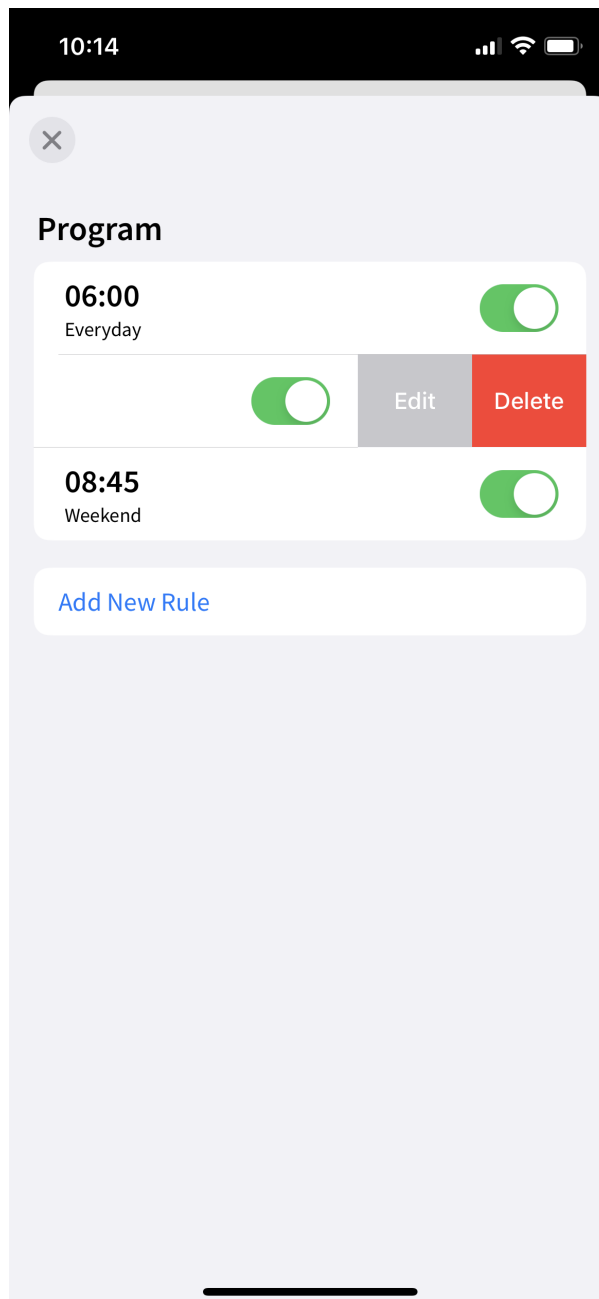 10:14
Program
06:00
Everyday
Edit
Delete
08:45
Weekend
Add New Rule